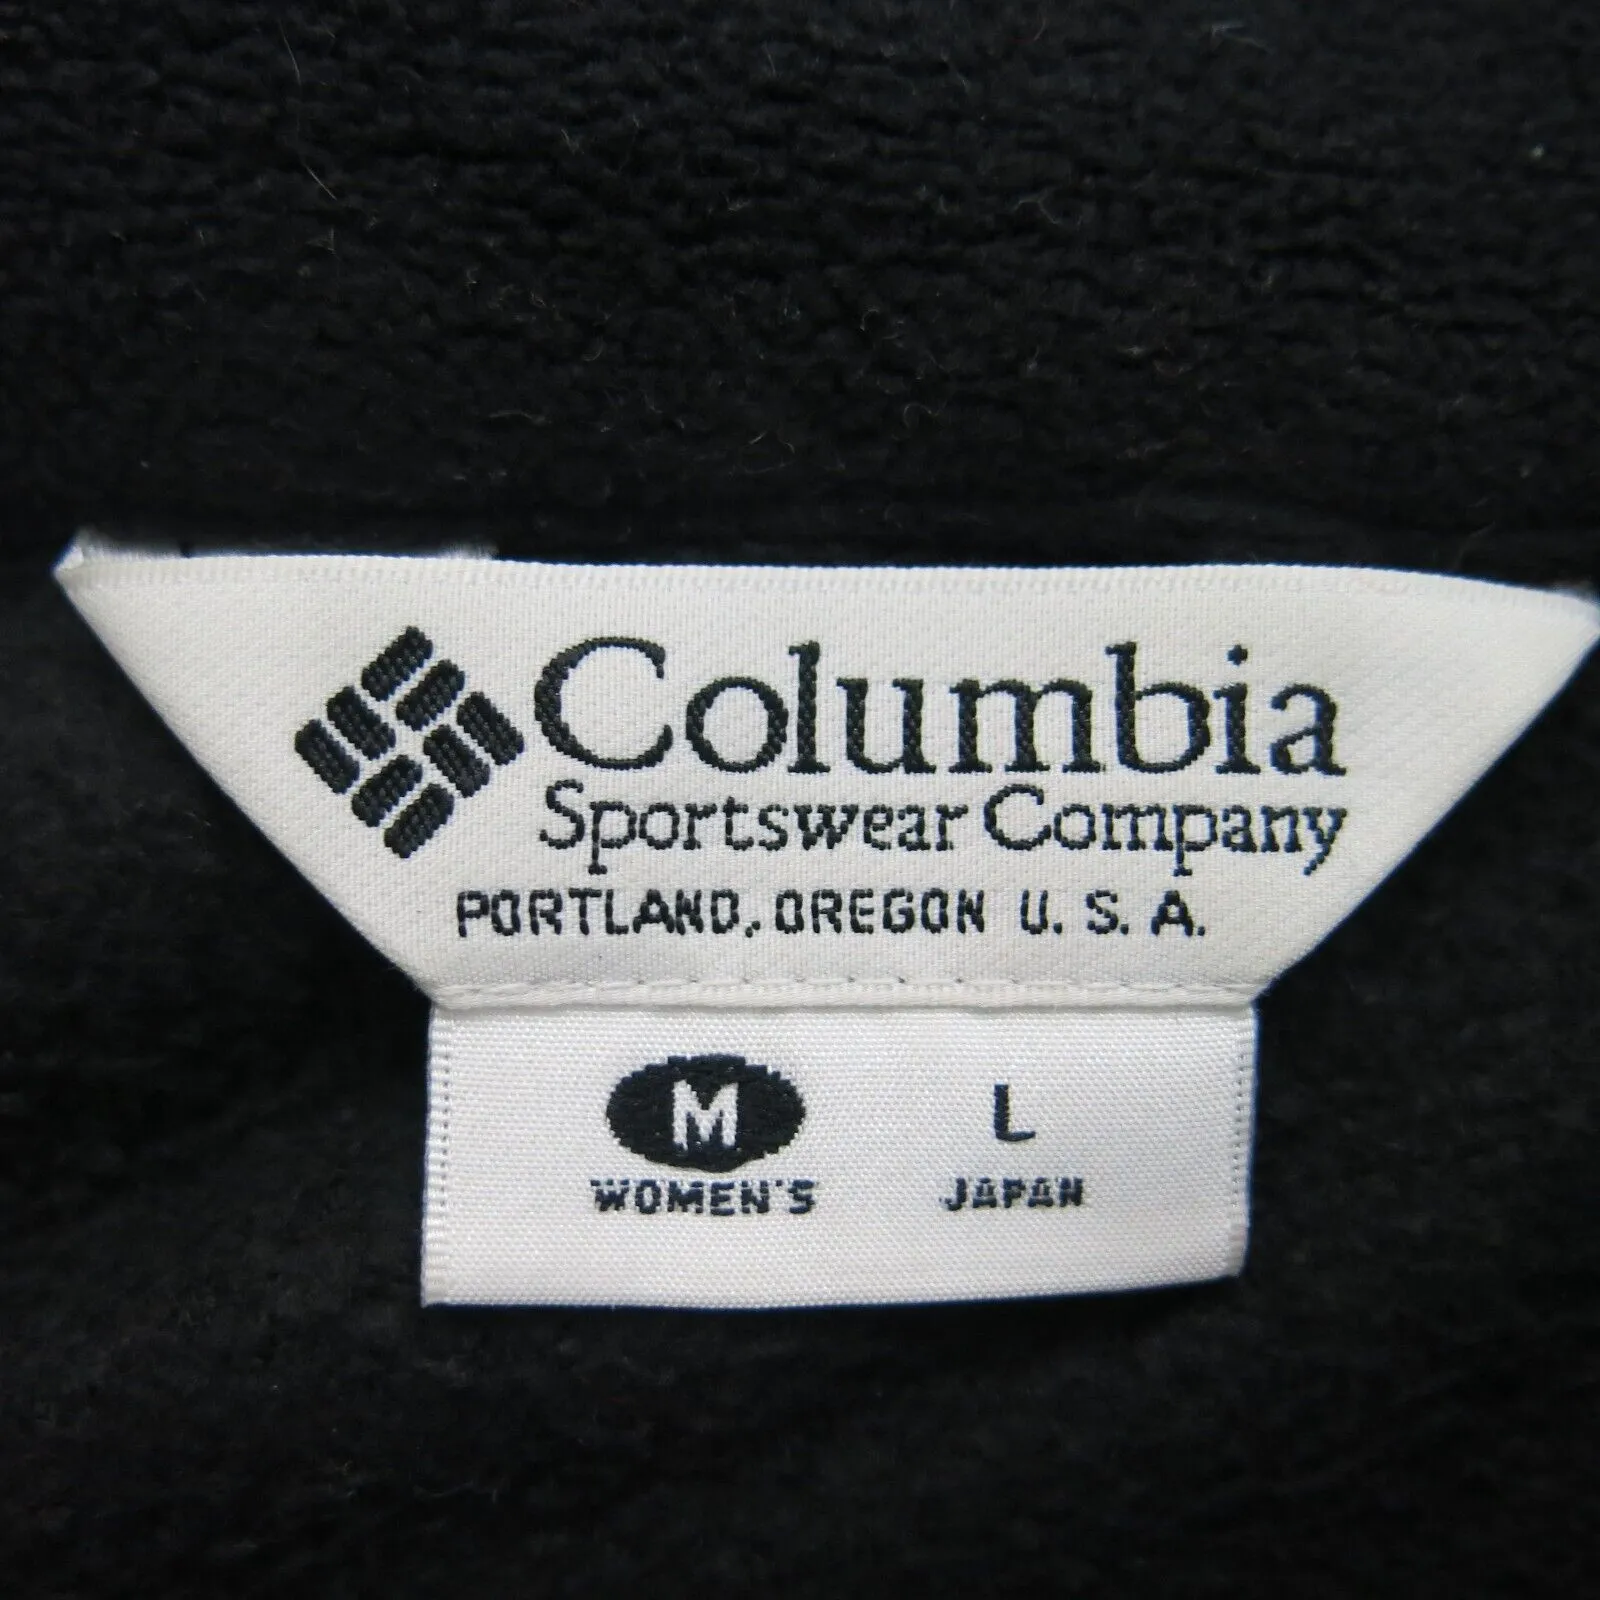 Columbia
Sportswear Company
PORTLAND, OREGON U.S.A.
M L
WOMEN'S JAPAN